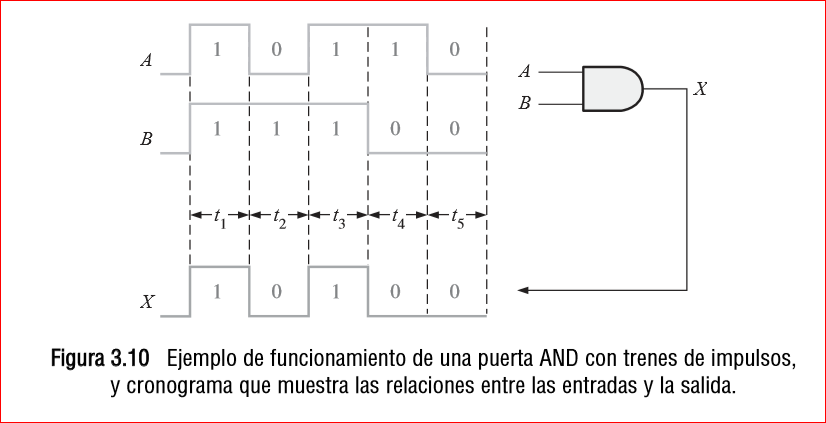 A 1 0 1 1 0
B 1 1 1 0 0
t1 t2 t3 t4 t5
X 1 0 1 0 0
A
B
X
Figura 3.10 Ejemplo de funcionamiento de una puerta AND con trenes de impulsos,
y cronograma que muestra las relaciones entre las entradas y la salida.